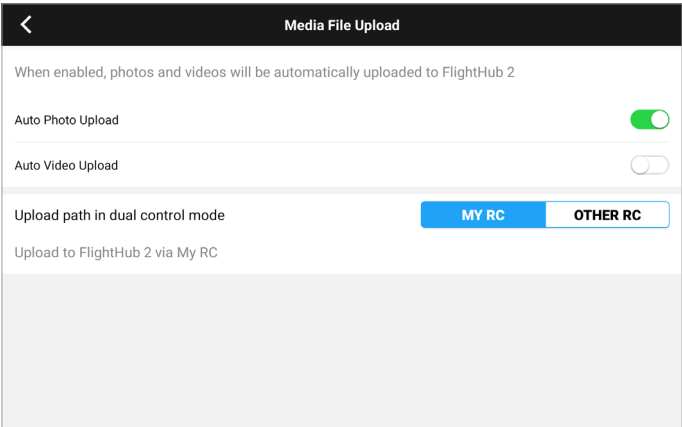 Media File Upload
When enabled, photos and videos will be automatically uploaded to FlightHub 2
Auto Photo Upload
Auto Video Upload
Upload path in dual control mode
MY RC
OTHER RC
Upload to FlightHub 2 via My RC